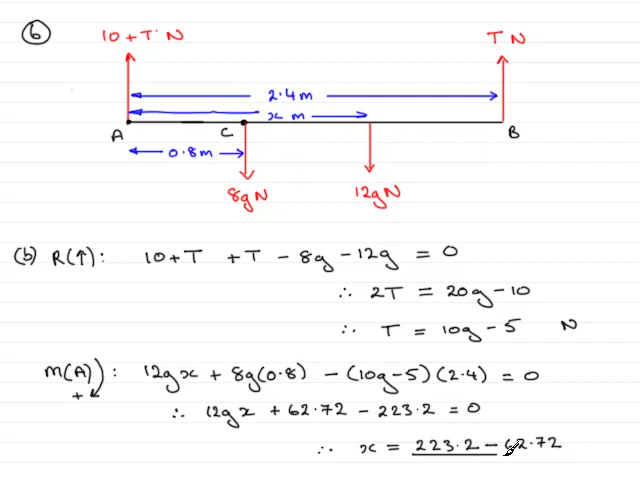 6
10 + T N
T N
2.4 m
x m
A
C
B
0.8 m
8g N
12g N
(b) R(↑): 10 + T + T - 8g - 12g = 0
∴ 2T = 20g - 10
∴ T = 10g - 5 N
M(A) + : 12gx + 8g(0.8) - (10g - 5)(2.4) = 0
∴ 12gx + 62.72 - 223.2 = 0
∴ x = 223.2 - 62.72